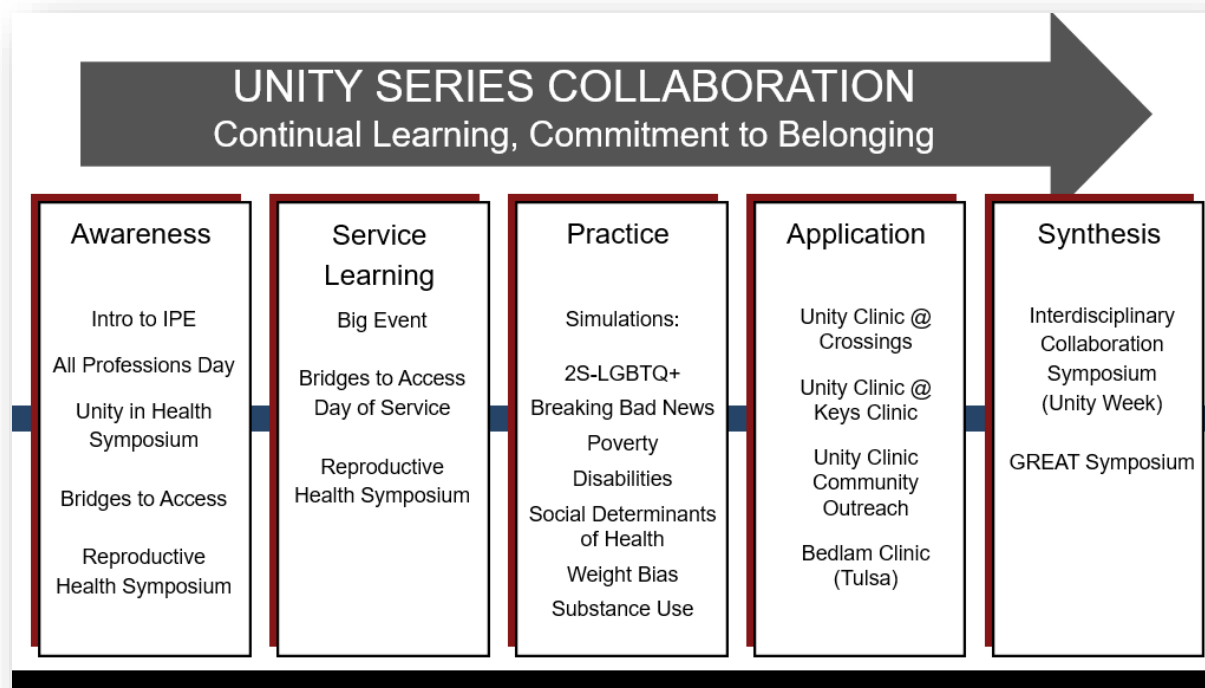 UNITY SERIES COLLABORATION
Continual Learning, Commitment to Belonging
Awareness
Intro to IPE
All Professions Day
Unity in Health
Symposium
Bridges to Access
Reproductive
Health Symposium
Service
Learning
Big Event
Bridges to Access
Day of Service
Reproductive
Health Symposium
Practice
Simulations:
2S-LGBTQ+
Breaking Bad News
Poverty
Disabilities
Social Determinants
of Health
Weight Bias
Substance Use
Application
Unity Clinic @
Crossings
Unity Clinic @
Keys Clinic
Unity Clinic
Community
Outreach
Bedlam Clinic
(Tulsa)
Synthesis
Interdisciplinary
Collaboration
Symposium
(Unity Week)
GREAT Symposium